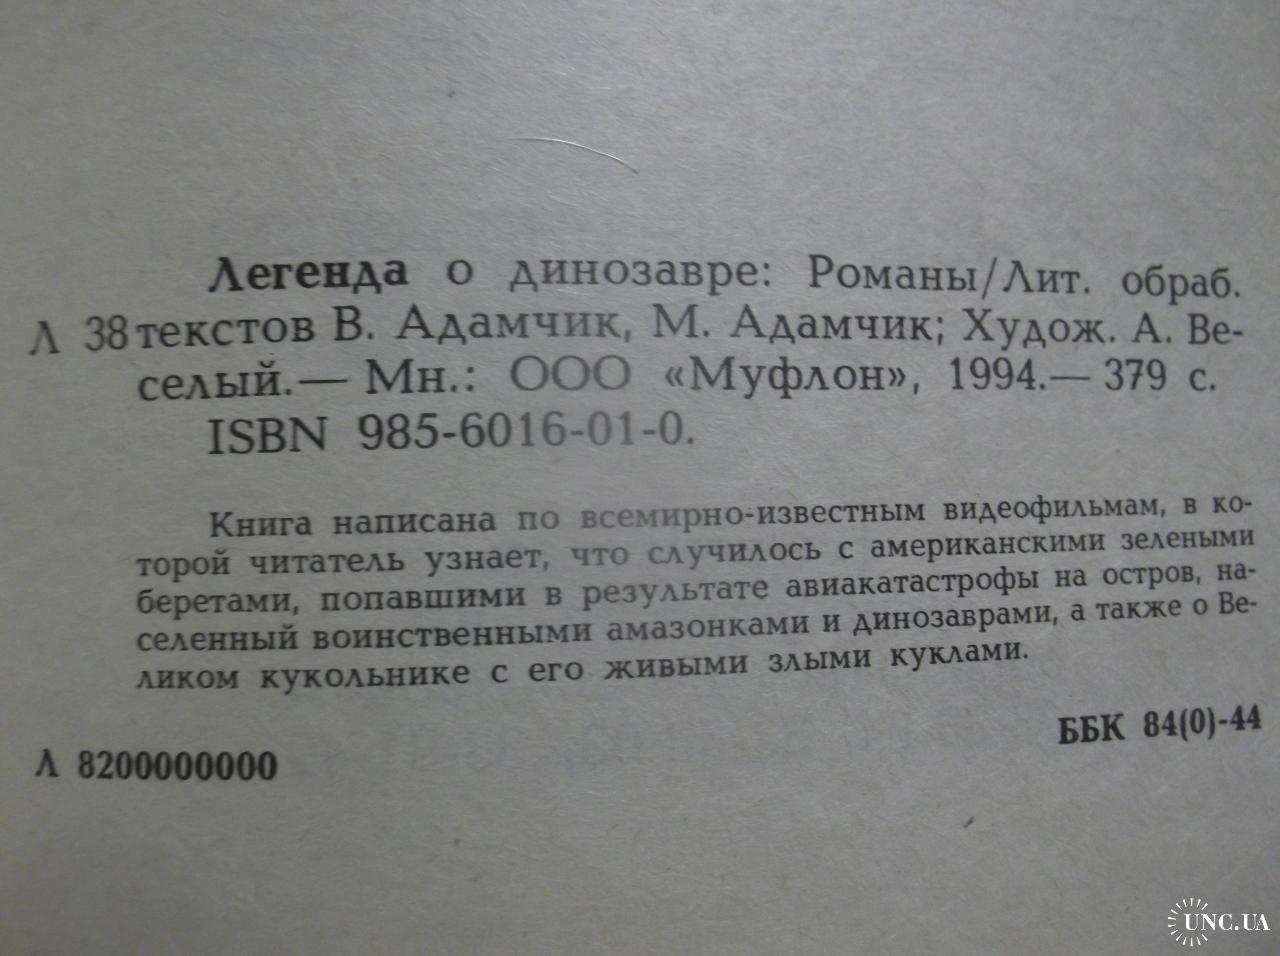 Легенда о динозавре: Романы/Лит. обраб.
Л 38 текстов В. Адамчик, М. Адамчик; Худож. А. Ве-
селый.— Мн.: ООО «Муфлон», 1994.— 379 с.
ISBN 985-6016-01-0.
Книга написана по всемирно-известным видеофильмам, в ко-
торой читатель узнает, что случилось с американскими зелеными
беретами, попавшими в результате авиакатастрофы на остров, на-
селенный воинственными амазонками и динозаврами, а также о Ве-
ликом кукольнике с его живыми злыми куклами.
ББК 84(0)-44
Л 8200000000
UNC.UA